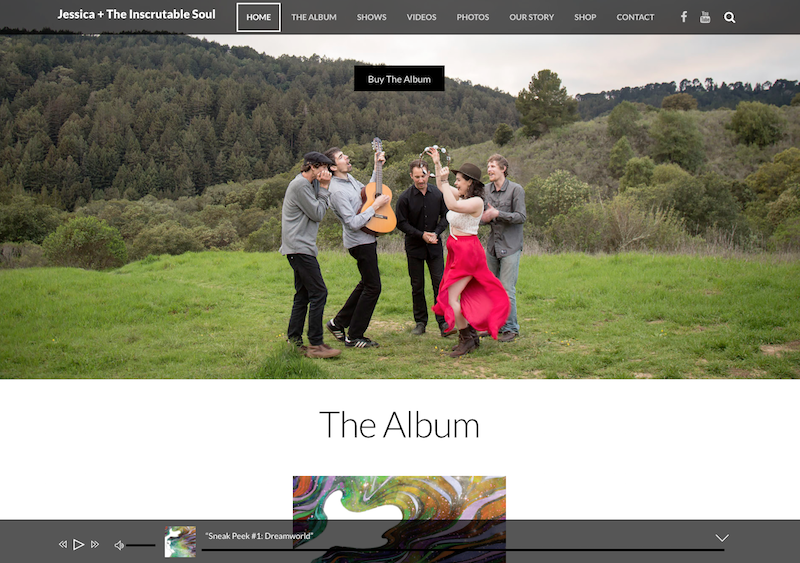 Jessica + The Inscrutable Soul
HOME THE ALBUM SHOWS VIDEOS PHOTOS OUR STORY SHOP CONTACT
Buy The Album
The Album
"Sneak Peek #1: Dreamworld"